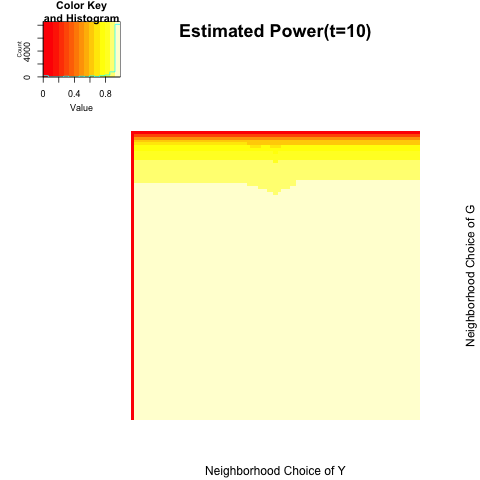 Color Key
and Histogram
Estimated Power(t=10)
Count
0 4000
0 0.4 0.8
Value
Neighborhood Choice of G
Neighborhood Choice of Y